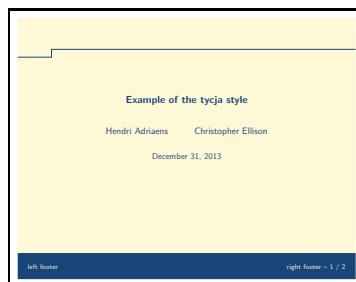 Example of the tycja style
Hendri Adriaens Christopher Ellison
December 31, 2013
left footer right footer – 1 / 2